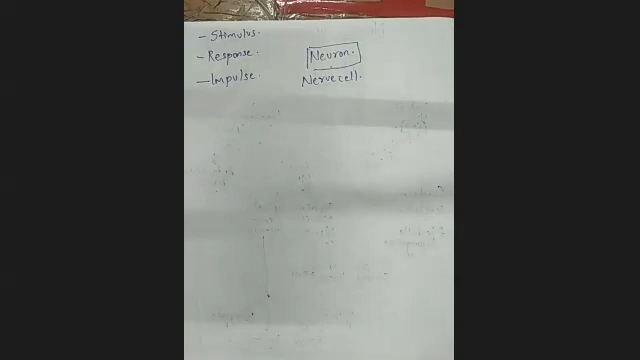 - Stimulus.
- Response.
Neuron.
- Impulse.
Nervecell.